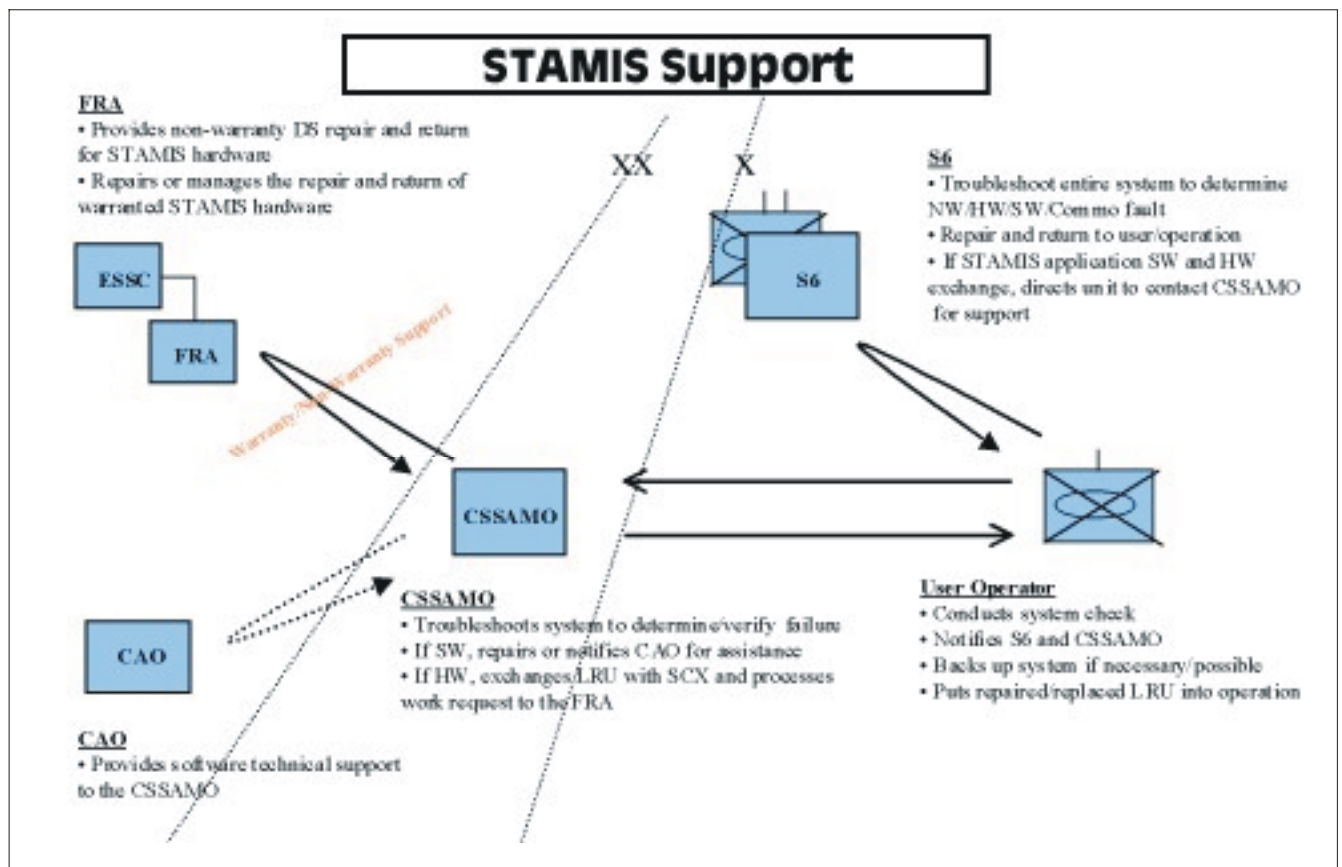 STAMIS Support
FRA
• Provides non-warranty DS repair and return
for STAMIS hardware
• Repairs or manages the repair and return of
warranted STAMIS hardware
XX
X
S6
• Troubleshoot entire system to determine
NW/HW/SW/Commo fault
• Repair and return to user/operation
• If STAMIS application SW and HW
exchange, directs unit to contact CSSAMO
for support
ESSC
FRA
S6
Warranty/Non-Warranty Support
CSSAMO
CAO
CSSAMO
• Troubleshoots system to determine/verify failure
• If SW, repairs or notifies CAO for assistance
• If HW, exchanges/LRU with SCX and processes
work request to the FRA
User Operator
• Conducts system check
• Notifies S6 and CSSAMO
• Backs up system if necessary/possible
• Puts repaired/replaced LRU into operation
CAO
• Provides software technical support
to the CSSAMO